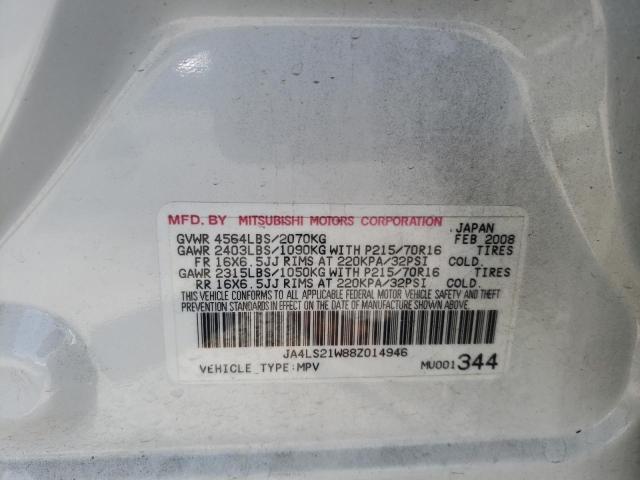 MFD. BY MITSUBISHI MOTORS CORPORATION JAPAN
GVWR 4564LBS/2070KG FEB 2008
GAWR 2403LBS/1090KG WITH P215/70R16 TIRES
FR 16X6.5JJ RIMS AT 220KPA/32PSI COLD.
GAWR 2315LBS/1050KG WITH P215/70R16 TIRES
RR 16X6.5JJ RIMS AT 220KPA/32PSI COLD.
THIS VEHICLE CONFORMS TO ALL APPLICABLE FEDERAL MOTOR VEHICLE SAFETY AND THEFT
PREVENTION STANDARDS IN EFFECT ON THE DATE OF MANUFACTURE SHOWN ABOVE.
JA4LS21W88Z014946
VEHICLE TYPE:MPV MU001344